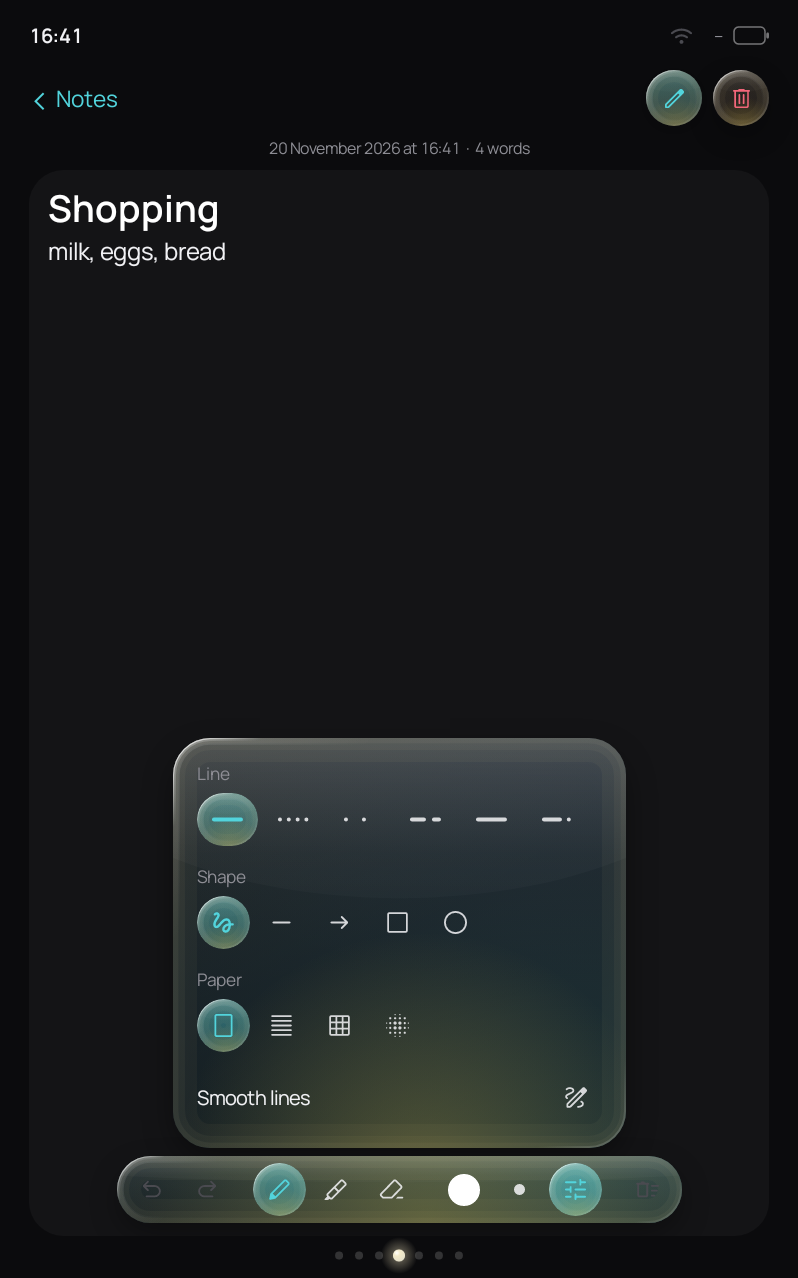 16:41
Notes
20 November 2026 at 16:41 · 4 words
Shopping
milk, eggs, bread
Line
Shape
Paper
Smooth lines